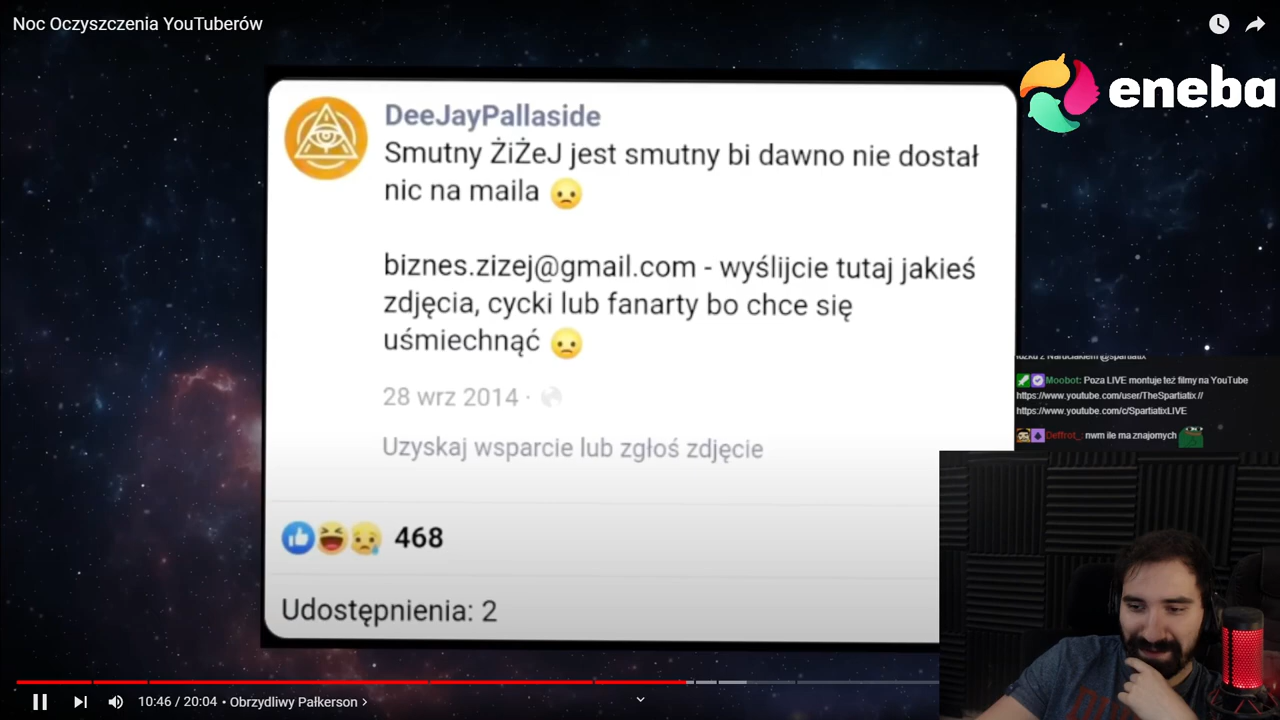 Noc Oczyszczenia YouTuberów
eneba
DeeJayPallaside
Smutny ŻiŻeJ jest smutny bi dawno nie dostał
nic na maila
biznes.zizej@gmail.com - wyślijcie tutaj jakieś
zdjęcia, cycki lub fanarty bo chce się
uśmiechnąć
28 wrz 2014 ·
Uzyskaj wsparcie lub zgłoś zdjęcie
468
Udostępnienia: 2
Moobot: Poza LIVE montuje też filmy na YouTube
https://www.youtube.com/user/TheSpartiatix //
https://www.youtube.com/c/SpartiatixLIVE
Deffrot_: nwm ile ma znajomych
10:46 / 20:04 • Obrzydliwy Pałkerson